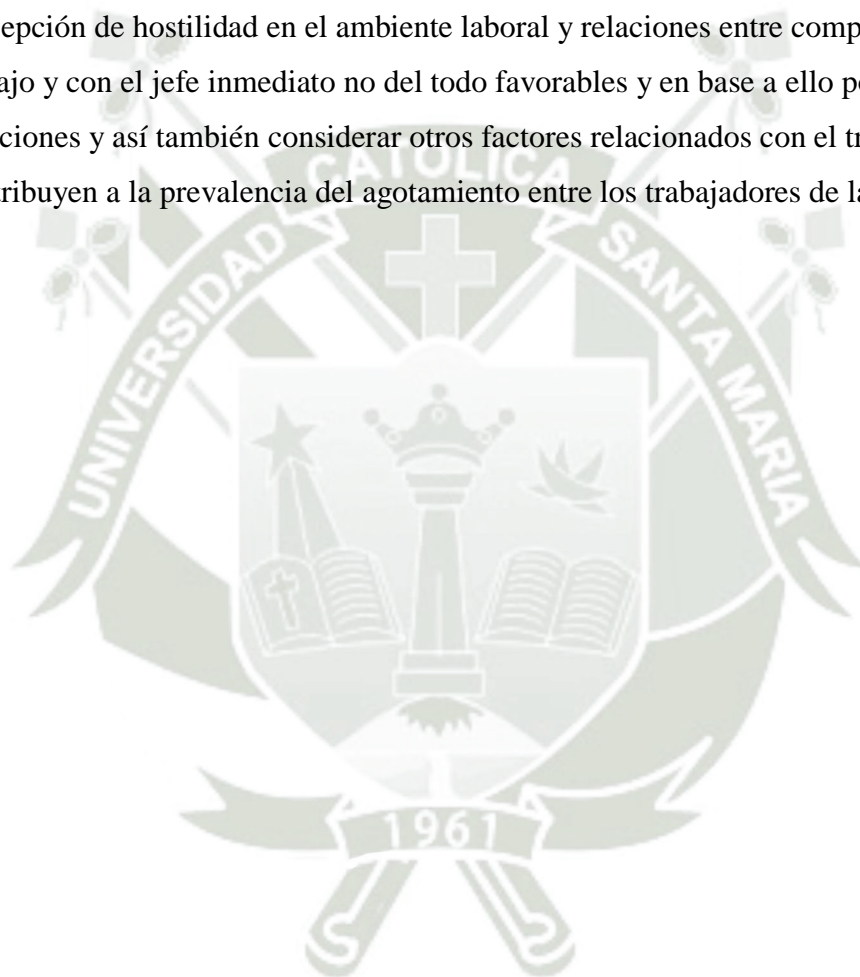 epción de hostilidad en el ambiente laboral y relaciones entre comp
ajo y con el jefe inmediato no del todo favorables y en base a ello p
ciones y así también considerar otros factores relacionados con el tr
tribuyen a la prevalencia del agotamiento entre los trabajadores de la
CATOLICA
UNIVERSIDAD
SANTA MARIA
1961